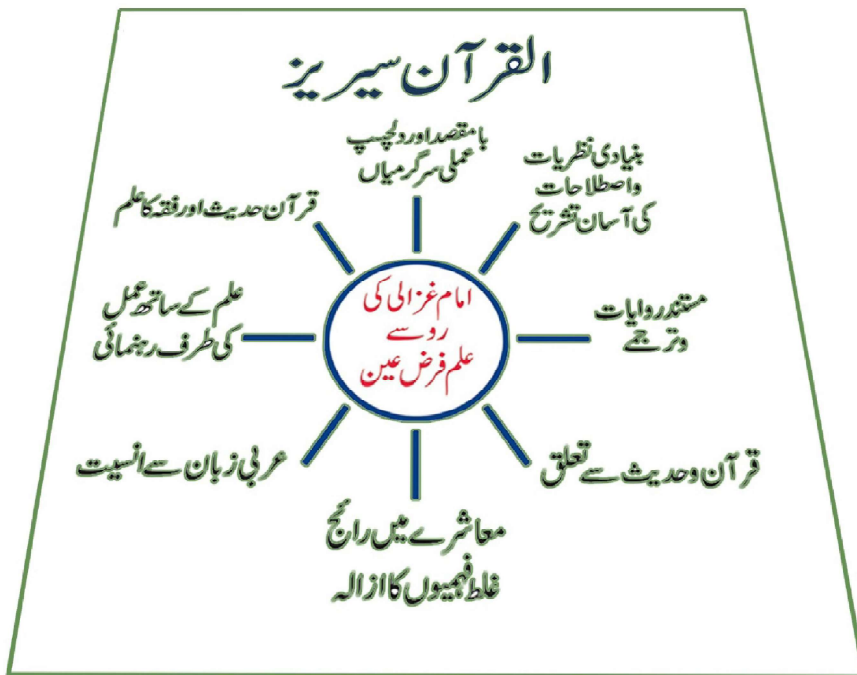 القرآن سیریز
بامقصد اور دلچسپ
عملی سرگرمیاں
بنیادی نظریات
واصطلاحات
کی آسان تشریح
قرآن حدیث اور فقہ کا علم
امام غزالی کی
رو سے
علم فرض عین
علم کے ساتھ عمل
کی طرف رہنمائی
مستند روایات
و ترجمے
عربی زبان سے انسیت
قرآن و حدیث سے تعلق
معاشرے میں رائج
غلط فہمیوں کا ازالہ